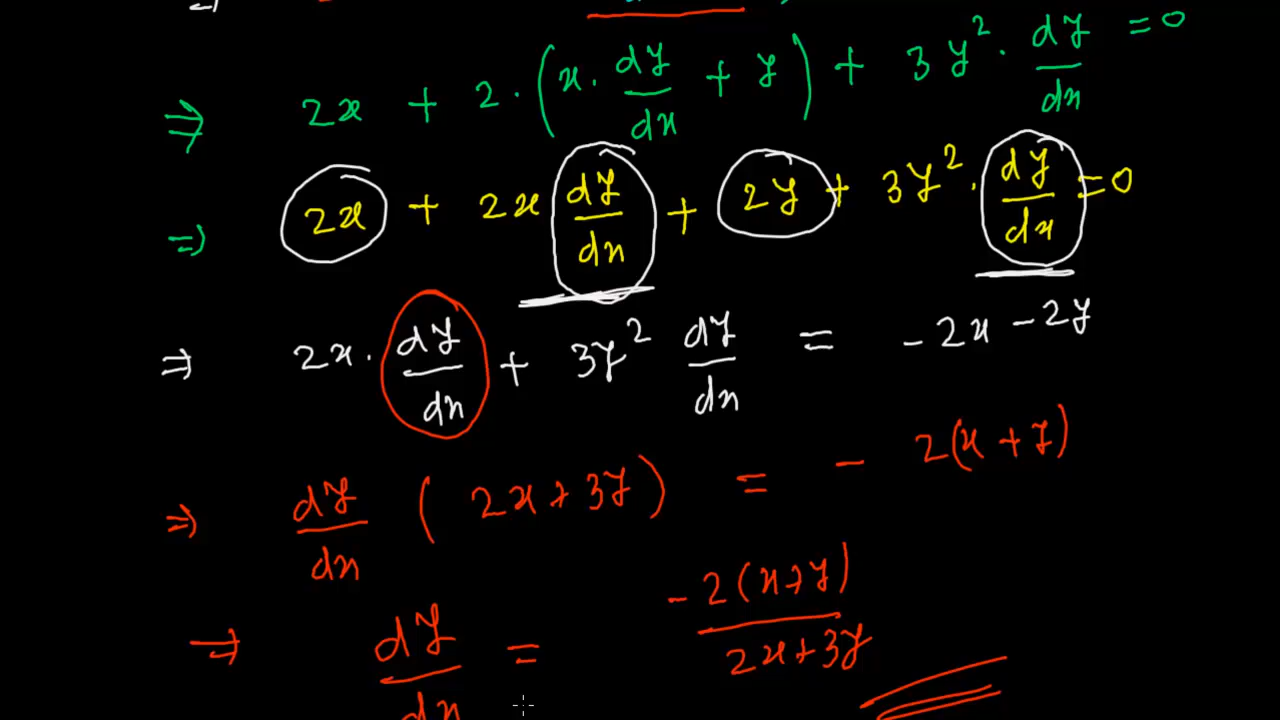 ⇒ 2x + 2·(x·dy/dx + y) + 3y²·dy/dx = 0
⇒ 2x + 2x dy/dx + 2y + 3y²·dy/dx = 0
⇒ 2x·dy/dx + 3y² dy/dx = -2x - 2y
⇒ dy/dx (2x + 3y) = - 2(x + y)
⇒ dy/dx = -2(x+y)/2x+3y